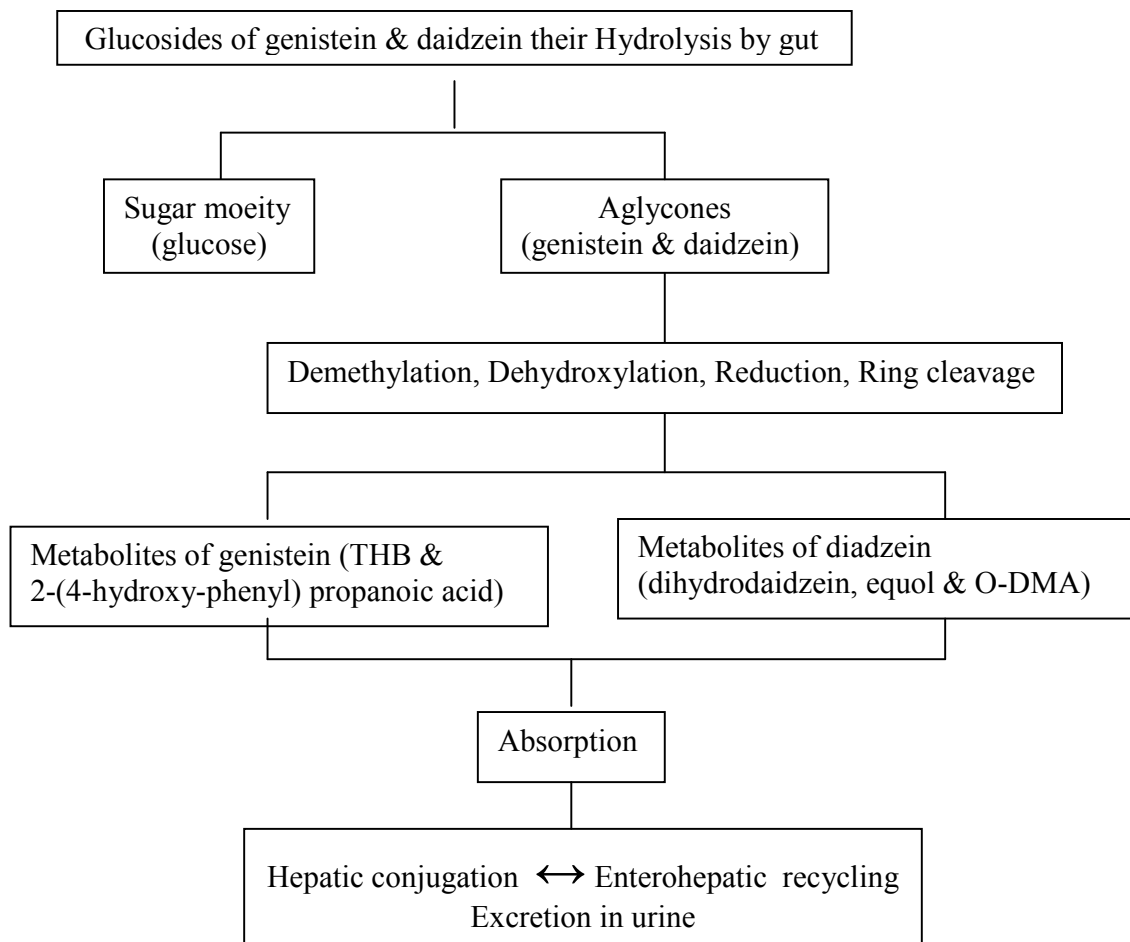 Glucosides of genistein & daidzein their Hydrolysis by gut
Sugar moeity
(glucose)
Aglycones
(genistein & daidzein)
Demethylation, Dehydroxylation, Reduction, Ring cleavage
Metabolites of genistein (THB &
2-(4-hydroxy-phenyl) propanoic acid)
Metabolites of diadzein
(dihydrodaidzein, equol & O-DMA)
Absorption
Hepatic conjugation ↔ Enterohepatic recycling
Excretion in urine